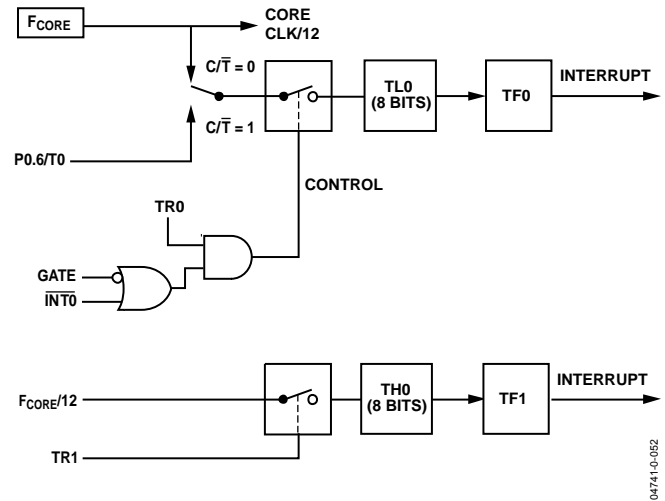 FCORE
CORE
CLK/12
C/T̅ = 0
TL0
(8 BITS)
TF0
INTERRUPT
C/T̅ = 1
P0.6/T0
CONTROL
TR0
GATE
I̅N̅T̅0̅
FCORE/12
TH0
(8 BITS)
TF1
INTERRUPT
TR1
04741-0-052